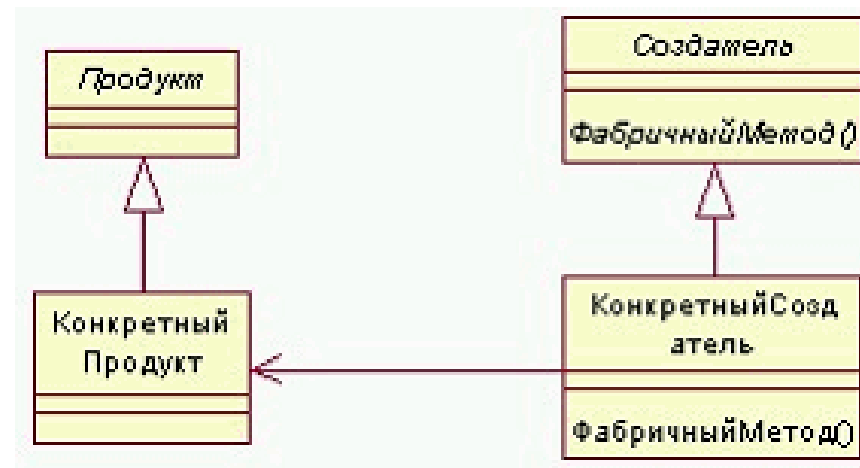 Продукт
Создатель
ФабричныйМетод()
Конкретный
Продукт
КонкретныйСозд
атель
ФабричныйМетод()